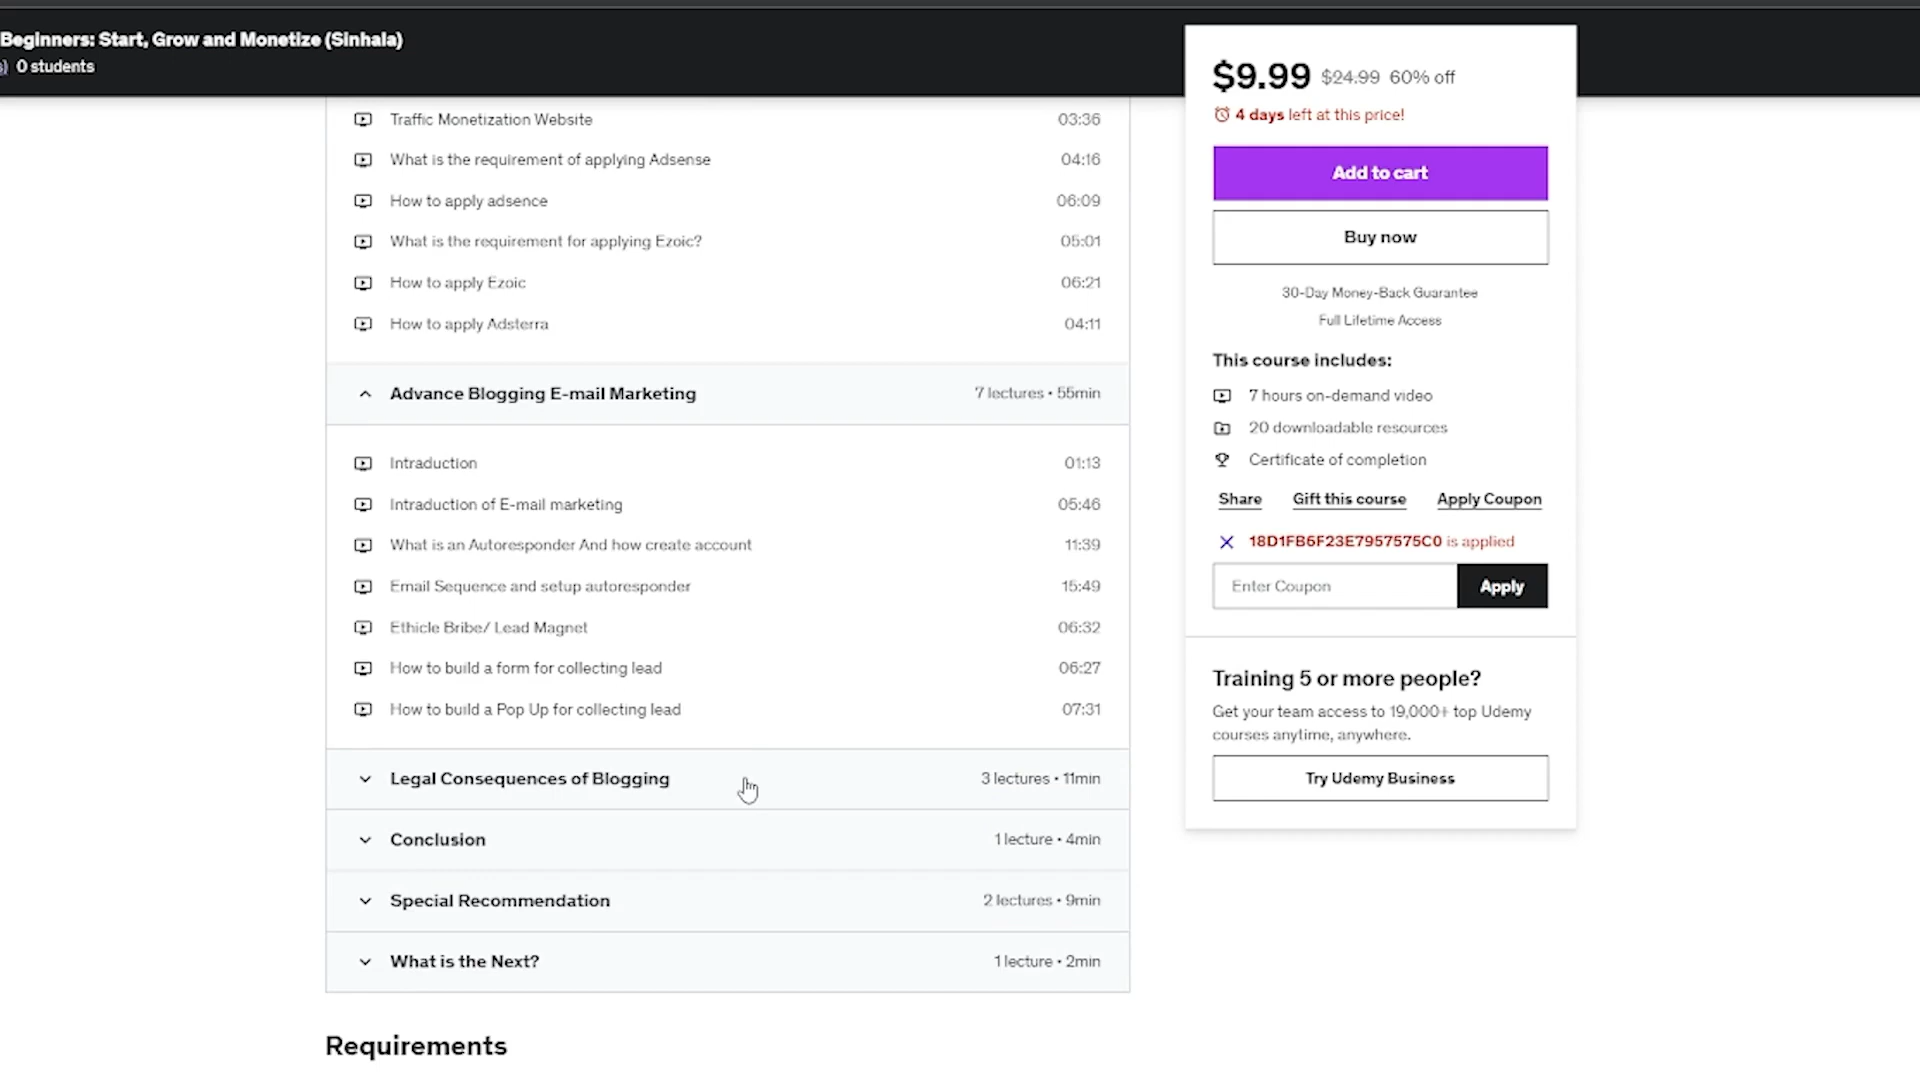 Beginners: Start, Grow and Monetize (Sinhala)
0 students
Traffic Monetization Website 03:36
What is the requirement of applying Adsense 04:16
How to apply adsence 06:09
What is the requirement for applying Ezoic? 05:01
How to apply Ezoic 06:21
How to apply Adsterra 04:11
Advance Blogging E-mail Marketing 7 lectures • 55min
Intraduction 01:13
Intraduction of E-mail marketing 05:46
What is an Autoresponder And how create account 11:39
Email Sequence and setup autoresponder 15:49
Ethicle Bribe/ Lead Magnet 06:32
How to build a form for collecting lead 06:27
How to build a Pop Up for collecting lead 07:31
Legal Consequences of Blogging 3 lectures • 11min
Conclusion 1 lecture • 4min
Special Recommendation 2 lectures • 9min
What is the Next? 1 lecture • 2min
Requirements
$9.99 $24.99 60% off
4 days left at this price!
Add to cart
Buy now
30-Day Money-Back Guarantee
Full Lifetime Access
This course includes:
7 hours on-demand video
20 downloadable resources
Certificate of completion
Share Gift this course Apply Coupon
18D1FB6F23E7957575C0 is applied
Enter Coupon Apply
Training 5 or more people?
Get your team access to 19,000+ top Udemy
courses anytime, anywhere.
Try Udemy Business